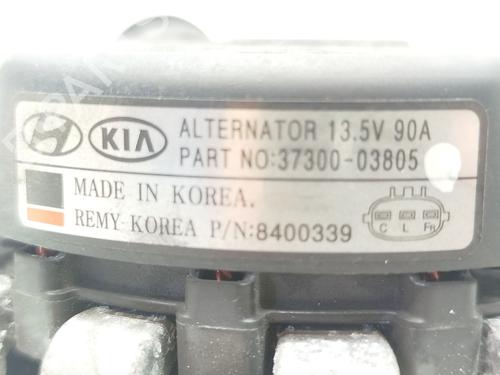 KIA ALTERNATOR 13.5V 90A
PART NO:37300-03805
MADE IN KOREA.
REMY-KOREA P/N:8400339
C L FR